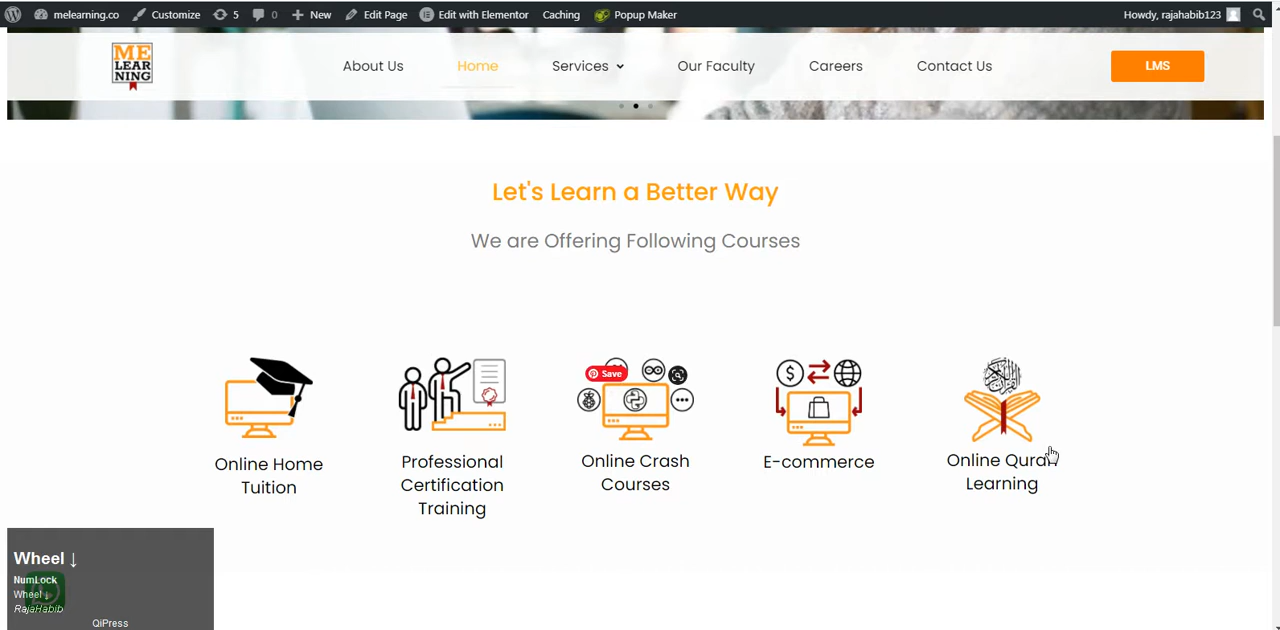 melearning.co Customize 5 0 New Edit Page Edit with Elementor Caching Popup Maker Howdy, rajahabib123
ME
LEAR
NING
About Us Home Services Our Faculty Careers Contact Us LMS
Let's Learn a Better Way
We are Offering Following Courses
Save
Online Home
Tuition
Professional
Certification
Training
Online Crash
Courses
E-commerce
Online Quran
Learning
Wheel ↓
NumLock
Wheel ↓
RajaHabib
QiPress